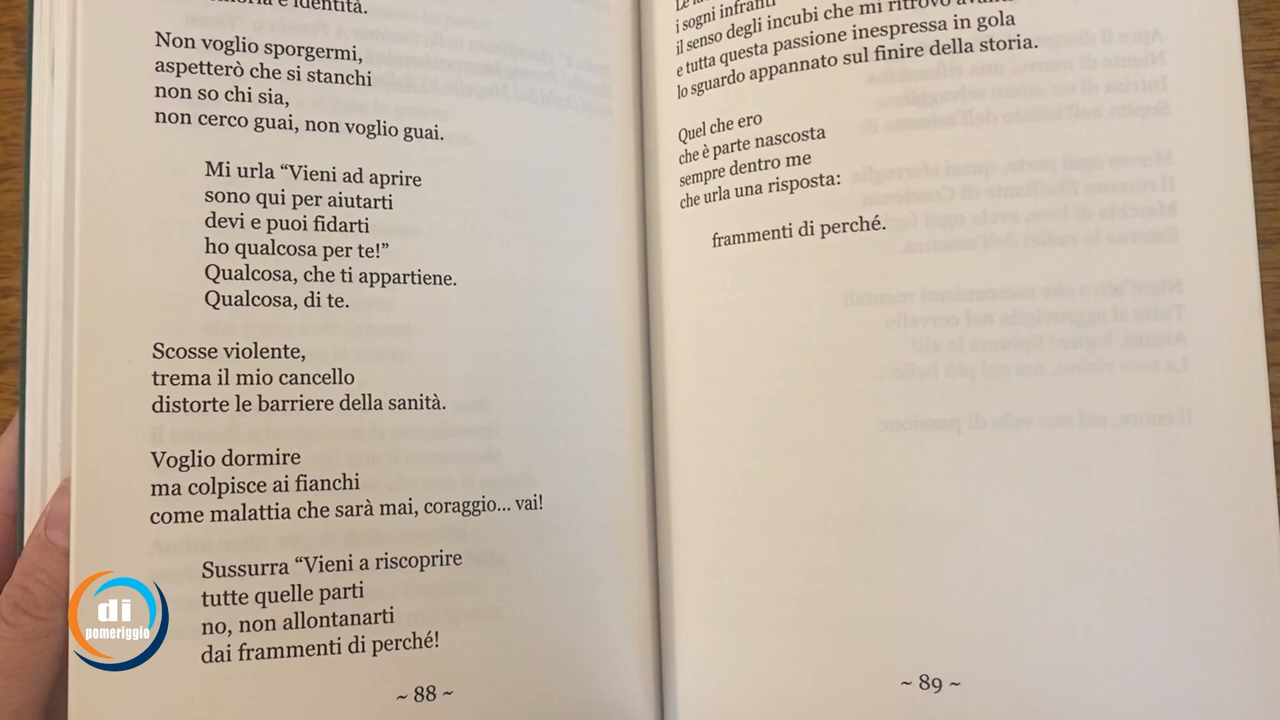 e identità.
Non voglio sporgermi,
aspetterò che si stanchi
non so chi sia,
non cerco guai, non voglio guai.
Mi urla “Vieni ad aprire
sono qui per aiutarti
devi e puoi fidarti
ho qualcosa per te!”
Qualcosa, che ti appartiene.
Qualcosa, di te.
Scosse violente,
trema il mio cancello
distorte le barriere della sanità.
Voglio dormire
ma colpisce ai fianchi
come malattia che sarà mai, coraggio... vai!
Sussurra “Vieni a riscoprire
tutte quelle parti
no, non allontanarti
dai frammenti di perché!
~ 88 ~
i sogni infranti
il senso degli incubi che mi ritrovo
e tutta questa passione inespressa in gola
lo sguardo appannato sul finire della storia.
Quel che ero
che è parte nascosta
sempre dentro me
che urla una risposta:
frammenti di perché.
~ 89 ~
di
pomeriggio